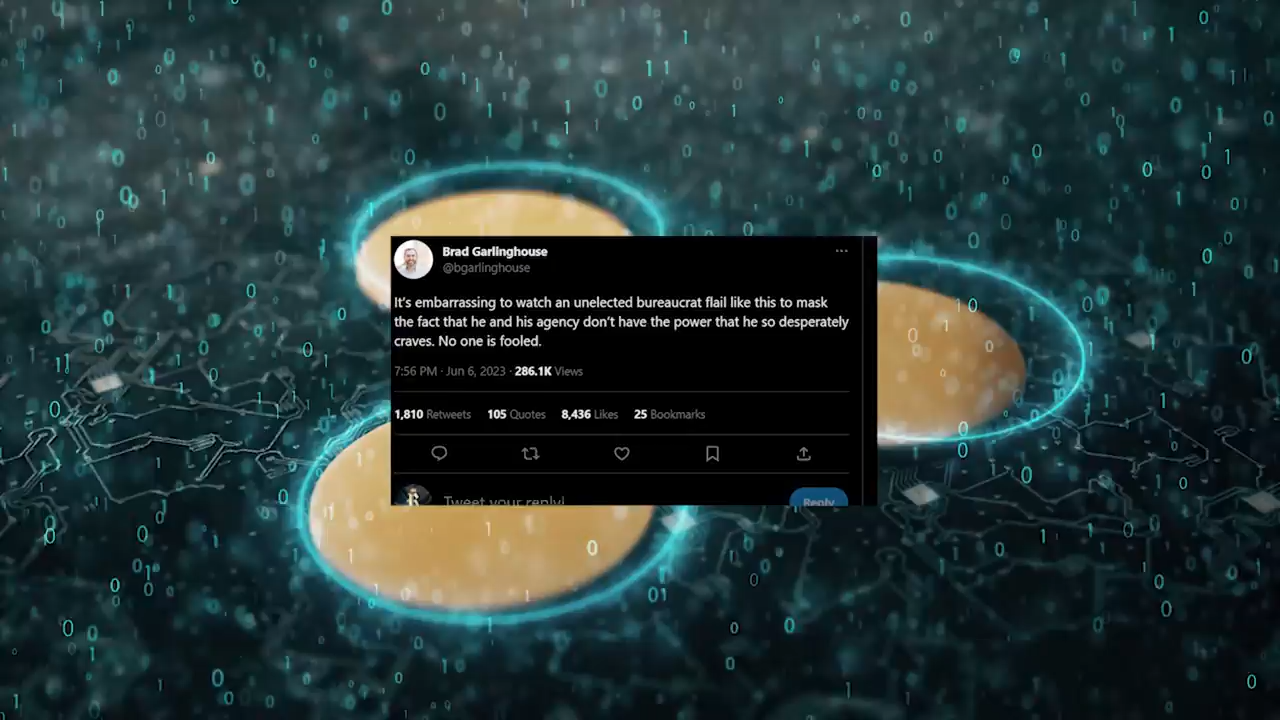 Brad Garlinghouse
@bgarlinghouse
It's embarrassing to watch an unelected bureaucrat flail like this to mask
the fact that he and his agency don't have the power that he so desperately
craves. No one is fooled.
7:56 PM · Jun 6, 2023 · 286.1K Views
1,810 Retweets 105 Quotes 8,436 Likes 25 Bookmarks
Tweet your reply!
Reply